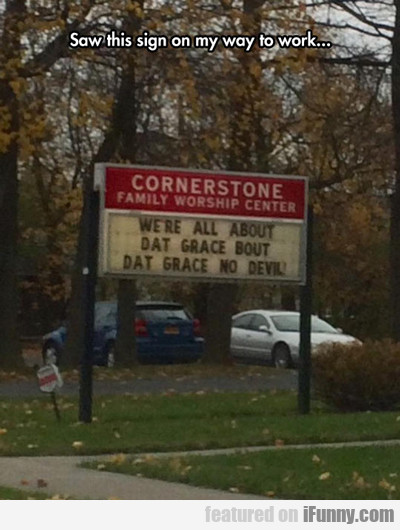 Saw this sign on my way to work...
CORNERSTONE
FAMILY WORSHIP CENTER
WE'RE ALL ABOUT
DAT GRACE BOUT
DAT GRACE NO DEVIL
featured on iFunny.com